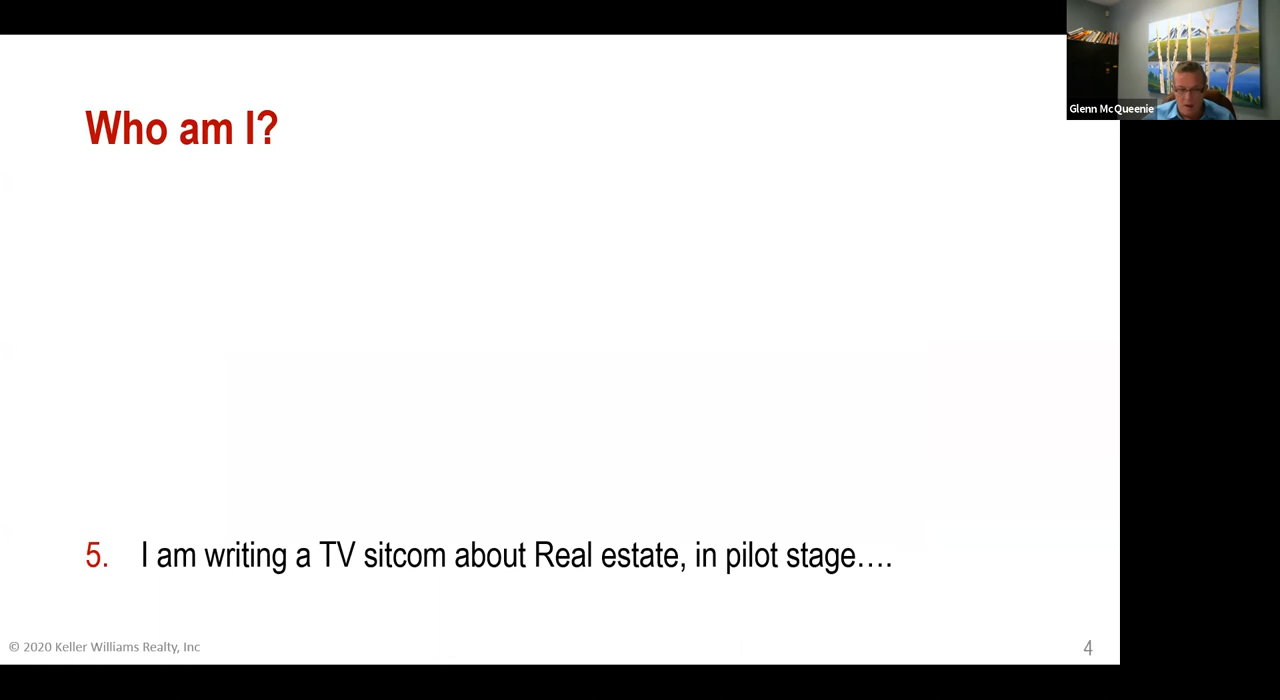 Glenn McQueenie
Who am I?
5. I am writing a TV sitcom about Real estate, in pilot stage….
© 2020 Keller Williams Realty, Inc
4